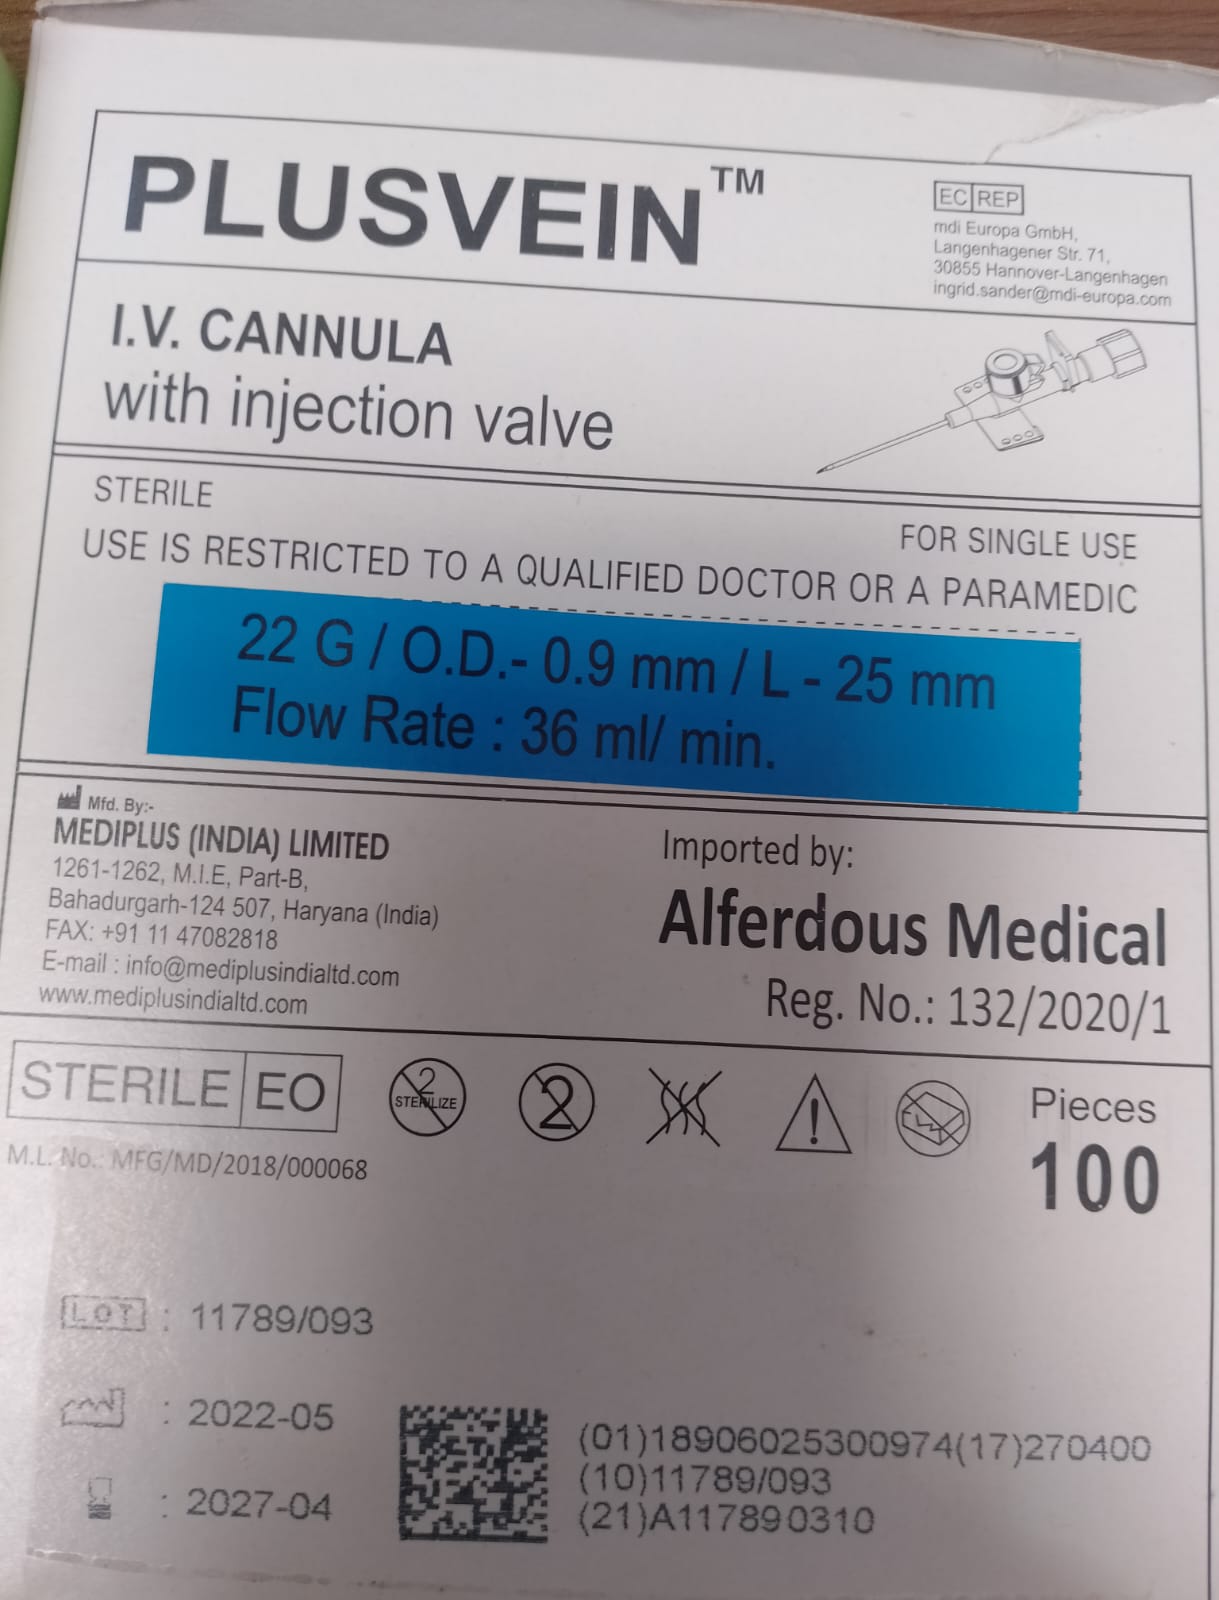 PLUSVEIN™
EC REP
mdi Europa GmbH,
Langenhagener Str. 71,
30855 Hannover-Langenhagen
ingrid.sander@mdi-europa.com
I.V. CANNULA
with injection valve
STERILE
FOR SINGLE USE
USE IS RESTRICTED TO A QUALIFIED DOCTOR OR A PARAMEDIC
22 G / O.D.- 0.9 mm / L - 25 mm
Flow Rate : 36 ml/ min.
Mfd. By:-
MEDIPLUS (INDIA) LIMITED
1261-1262, M.I.E, Part-B,
Bahadurgarh-124 507, Haryana (India)
FAX: +91 11 47082818
E-mail : info@mediplusindialtd.com
www.mediplusindialtd.com
Imported by:
Alferdous Medical
Reg. No.: 132/2020/1
STERILE EO
2
STERILIZE
2
Pieces
100
M.L. No.: MFG/MD/2018/000068
LOT : 11789/093
: 2022-05
: 2027-04
(01)18906025300974(17)270400
(10)11789/093
(21)A117890310